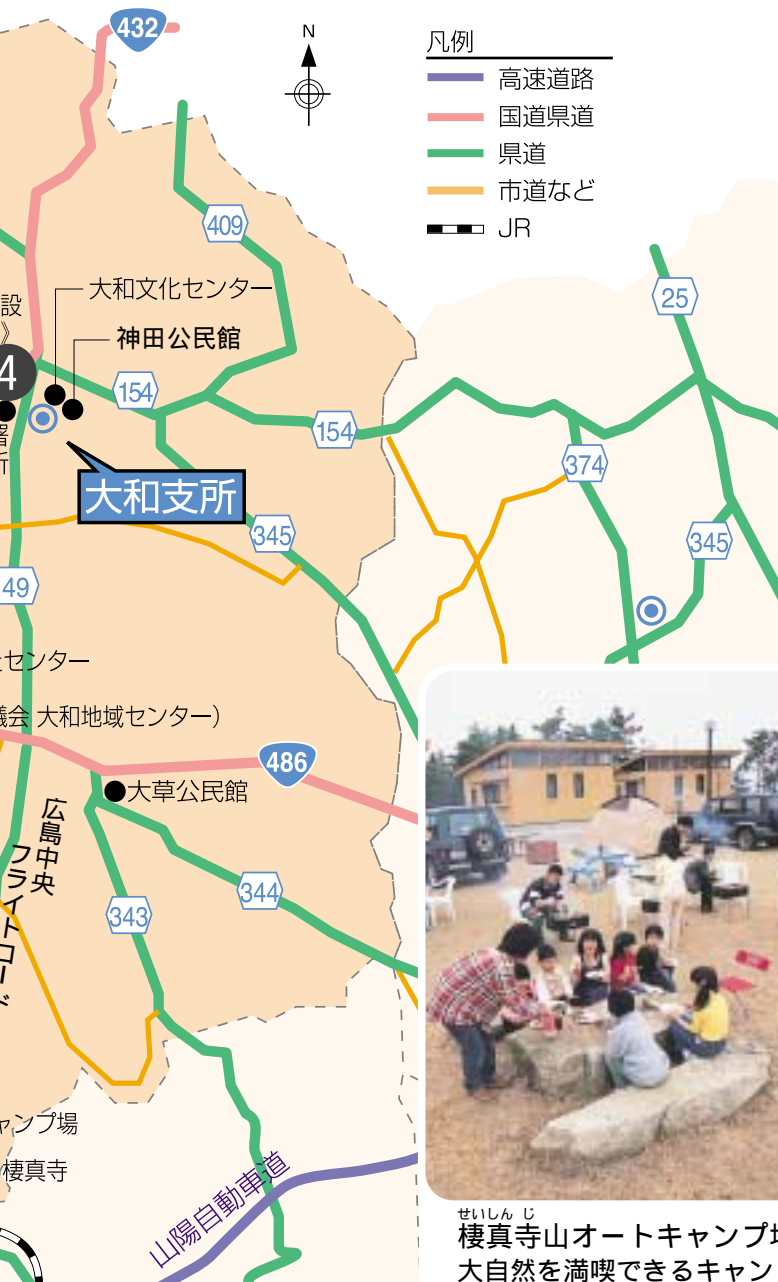 432
N
凡例
高速道路
国道県道
県道
市道など
JR
409
25
大和文化センター
設
》
神田公民館
4
154
154
374
署
所
大和支所
345
345
49
センター
議会 大和地域センター）
486
大草公民館
広島中央
フライトロード
344
343
ャンプ場
棲真寺
山陽自動車道
せいしん じ
棲真寺山オートキャンプ場
大自然を満喫できるキャン